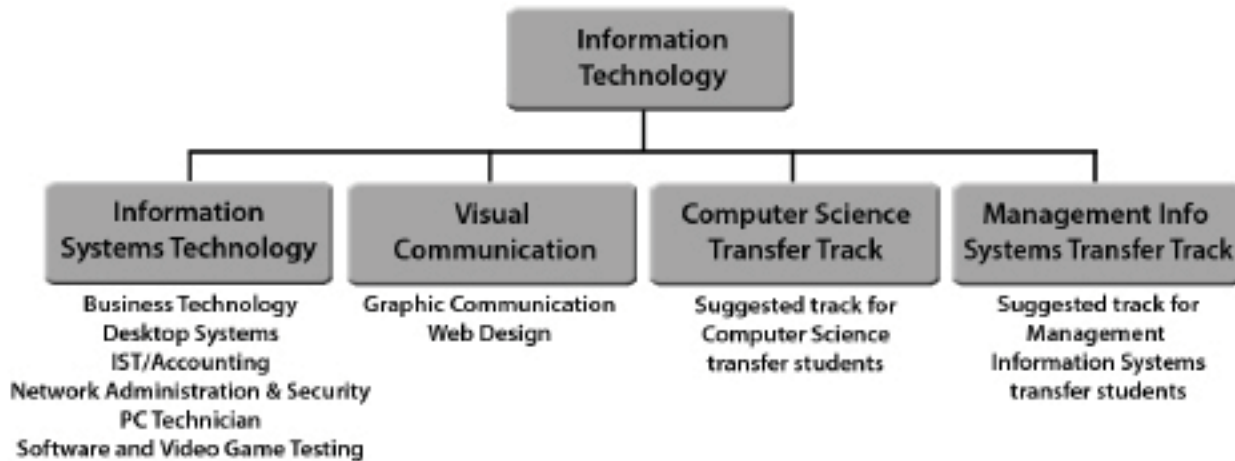 Information
Technology
Information
Systems Technology
Business Technology
Desktop Systems
IST/Accounting
Network Administration & Security
PC Technician
Software and Video Game Testing
Visual
Communication
Graphic Communication
Web Design
Computer Science
Transfer Track
Suggested track for
Computer Science
transfer students
Management Info
Systems Transfer Track
Suggested track for
Management
Information Systems
transfer students